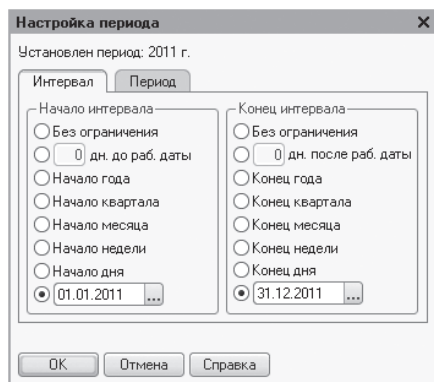 Настройка периода
Установлен период: 2011 г.
Интервал Период
Начало интервала
Без ограничения
0 дн. до раб. даты
Начало года
Начало квартала
Начало месяца
Начало недели
Начало дня
01.01.2011 ...
Конец интервала
Без ограничения
0 дн. после раб. даты
Конец года
Конец квартала
Конец месяца
Конец недели
Конец дня
31.12.2011 ...
OK Отмена Справка